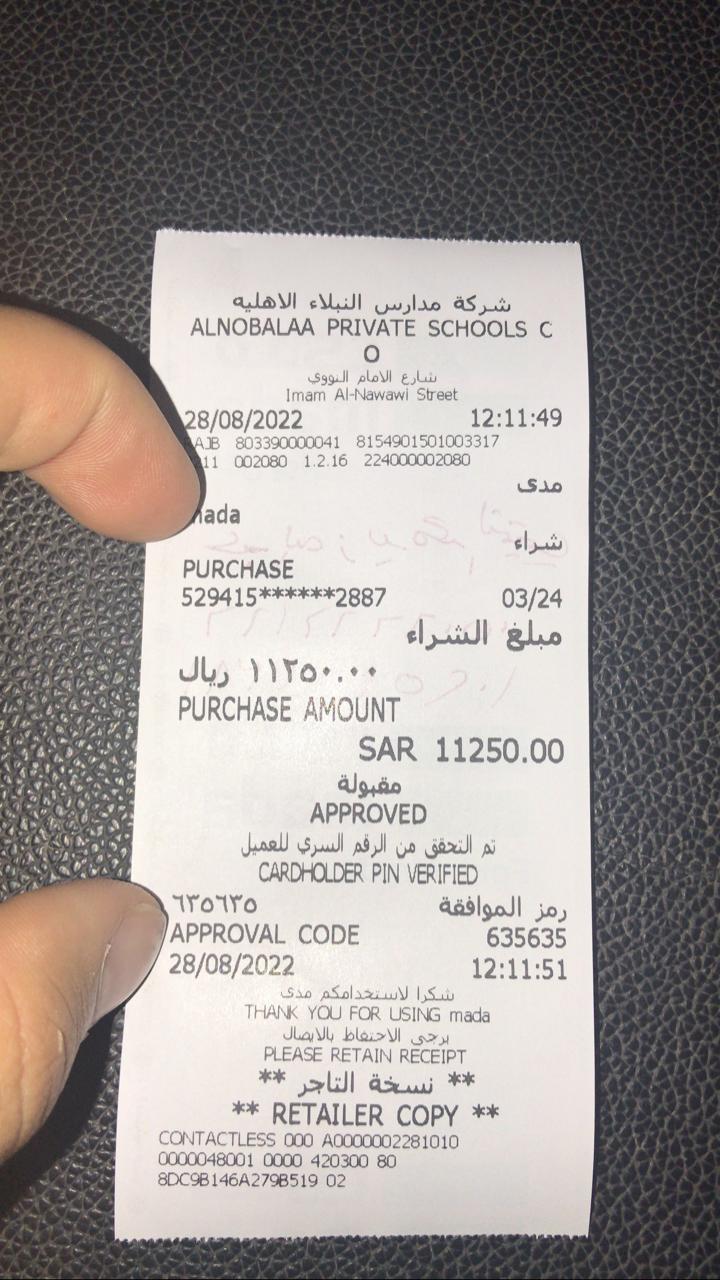 شركة مدارس النبلاء الاهليه
ALNOBALAA PRIVATE SCHOOLS C
O
شارع الامام النووي
Imam Al-Nawawi Street
28/08/2022 12:11:49
AJB 803390000041 8154901501003317
11 002080 1.2.16 224000002080
مدى
mada
شراء
PURCHASE
529415******2887 03/24
مبلغ الشراء
١١٢٥٠.٠٠ ريال
PURCHASE AMOUNT
SAR 11250.00
مقبولة
APPROVED
تم التحقق من الرقم السري للعميل
CARDHOLDER PIN VERIFIED
رمز الموافقة ٦٣٥٦٣٥
APPROVAL CODE 635635
28/08/2022 12:11:51
شكرا لاستخدامكم مدى
THANK YOU FOR USING mada
يرجى الاحتفاظ بالايصال
PLEASE RETAIN RECEIPT
** نسخة التاجر **
** RETAILER COPY **
CONTACTLESS 000 A0000002281010
0000048001 0000 420300 80
8DC9B146A279B519 02